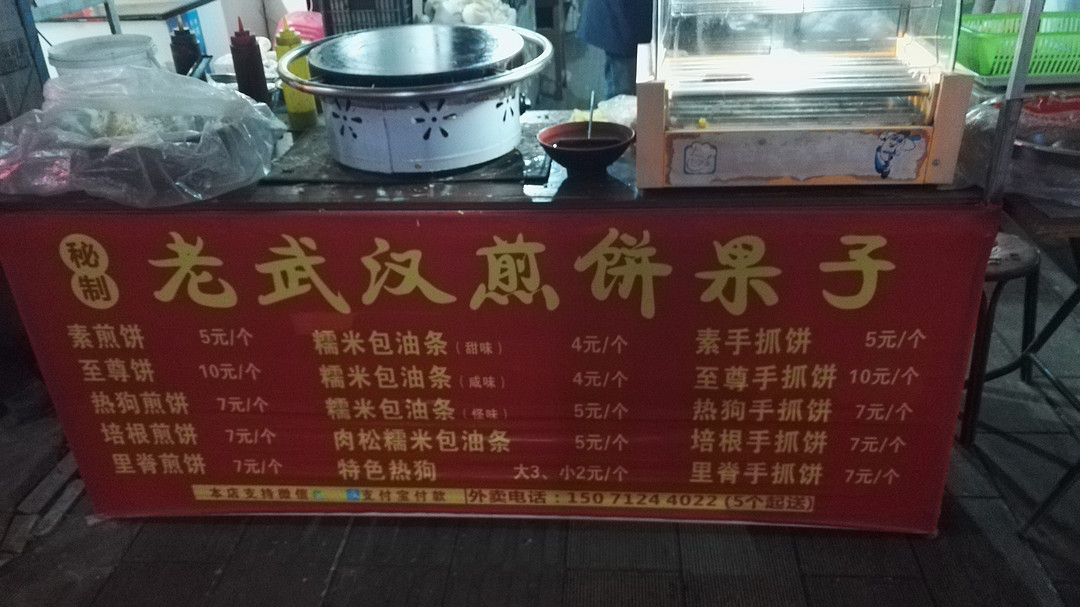 秘制
老武汉煎饼果子
素煎饼 5元/个
至尊饼 10元/个
热狗煎饼 7元/个
培根煎饼 7元/个
里脊煎饼 7元/个
糯米包油条(甜味) 4元/个
糯米包油条(咸味) 4元/个
糯米包油条(怪味) 5元/个
肉松糯米包油条 5元/个
特色热狗 大3、小2元/个
素手抓饼 5元/个
至尊手抓饼 10元/个
热狗手抓饼 7元/个
培根手抓饼 7元/个
里脊手抓饼 7元/个
本店支持微信 支付宝付款 外卖电话：150 7124 4022 (5个起送)